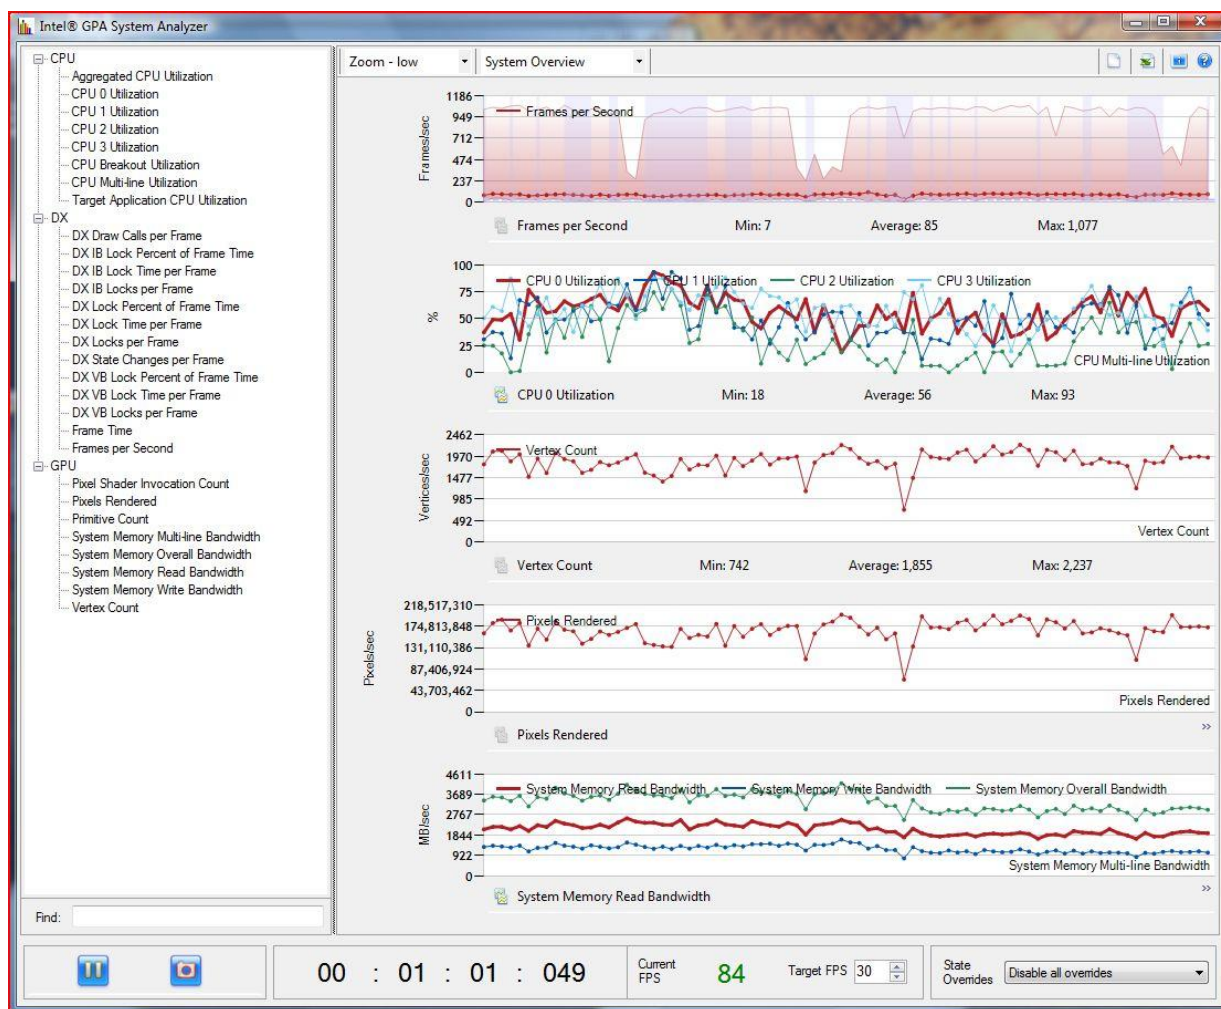 Intel® GPA System Analyzer
CPU
Aggregated CPU Utilization
CPU 0 Utilization
CPU 1 Utilization
CPU 2 Utilization
CPU 3 Utilization
CPU Breakout Utilization
CPU Multi-line Utilization
Target Application CPU Utilization
DX
DX Draw Calls per Frame
DX IB Lock Percent of Frame Time
DX IB Lock Time per Frame
DX IB Locks per Frame
DX Lock Percent of Frame Time
DX Lock Time per Frame
DX Locks per Frame
DX State Changes per Frame
DX VB Lock Percent of Frame Time
DX VB Lock Time per Frame
DX VB Locks per Frame
Frame Time
Frames per Second
GPU
Pixel Shader Invocation Count
Pixels Rendered
Primitive Count
System Memory Multi-line Bandwidth
System Memory Overall Bandwidth
System Memory Read Bandwidth
System Memory Write Bandwidth
Vertex Count
Find:
Zoom - low System Overview
Frames/sec
1186
949
712
474
237
0
Frames per Second
Frames per Second Min: 7 Average: 85 Max: 1,077
%
100
75
50
25
0
CPU 0 Utilization CPU 1 Utilization CPU 2 Utilization CPU 3 Utilization
CPU Multi-line Utilization
CPU 0 Utilization Min: 18 Average: 56 Max: 93
Vertices/sec
2462
1970
1477
985
492
0
Vertex Count
Vertex Count
Vertex Count Min: 742 Average: 1,855 Max: 2,237
Pixels/sec
218,517,310
174,813,848
131,110,386
87,406,924
43,703,462
0
Pixels Rendered
Pixels Rendered
Pixels Rendered »
MB/sec
4611
3689
2767
1844
922
0
System Memory Read Bandwidth System Memory Write Bandwidth System Memory Overall Bandwidth
System Memory Multi-line Bandwidth
System Memory Read Bandwidth »
00 : 01 : 01 : 049
Current FPS 84
Target FPS 30
State Overrides Disable all overrides